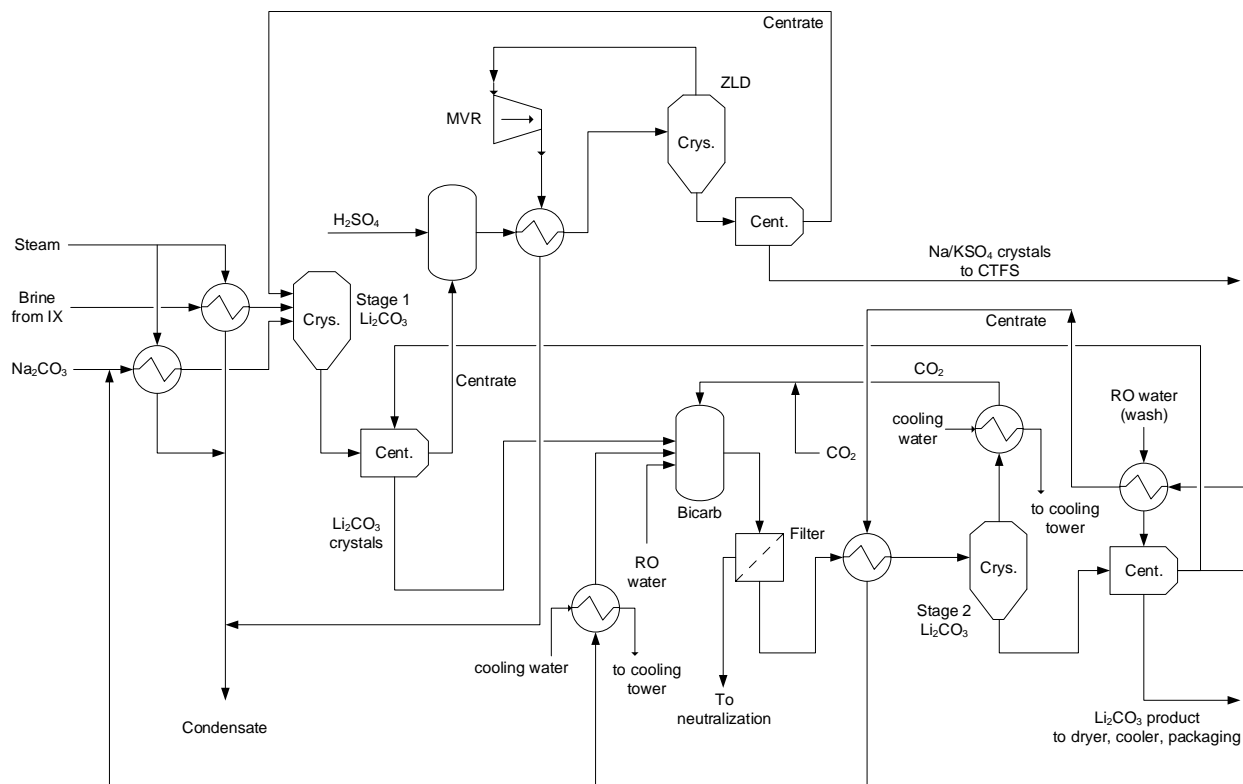 Centrate
ZLD
MVR
Crys.
H₂SO₄
Cent.
Steam
Na/KSO₄ crystals
to CTFS
Brine
from IX
Stage 1
Li₂CO₃
Crys.
Centrate
Na₂CO₃
CO₂
RO water
(wash)
Centrate
cooling
water
Cent.
CO₂
Bicarb
to cooling
tower
Li₂CO₃
crystals
Filter
RO
water
Crys.
Cent.
Stage 2
Li₂CO₃
cooling water
to cooling
tower
To
neutralization
Condensate
Li₂CO₃ product
to dryer, cooler, packaging